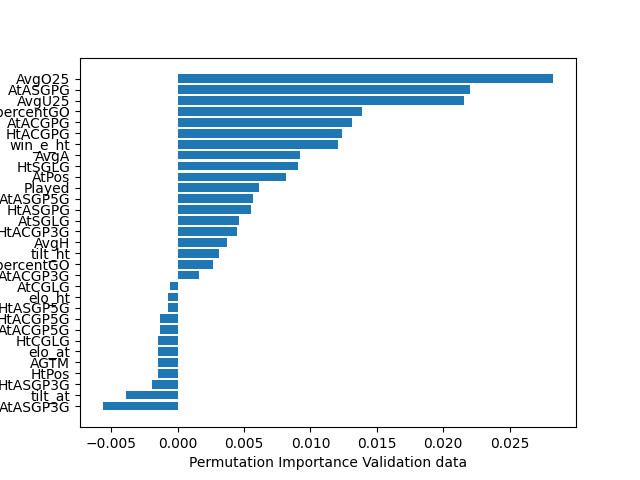 AvgO25
AtASGPG
AvgU25
percentGO
AtACGPG
HtACGPG
win_e_ht
AvgA
HtSGLG
AtPos
Played
AtASGP5G
HtASGPG
AtSGLG
HtACGP3G
AvgH
tilt_ht
percentGO
AtACGP3G
AtCGLG
elo_ht
HtASGP5G
HtACGP5G
AtACGP5G
HtCGLG
elo_at
AGTM
HtPos
HtASGP3G
tilt_at
AtASGP3G
−0.005 0.000 0.005 0.010 0.015 0.020 0.025
Permutation Importance Validation data